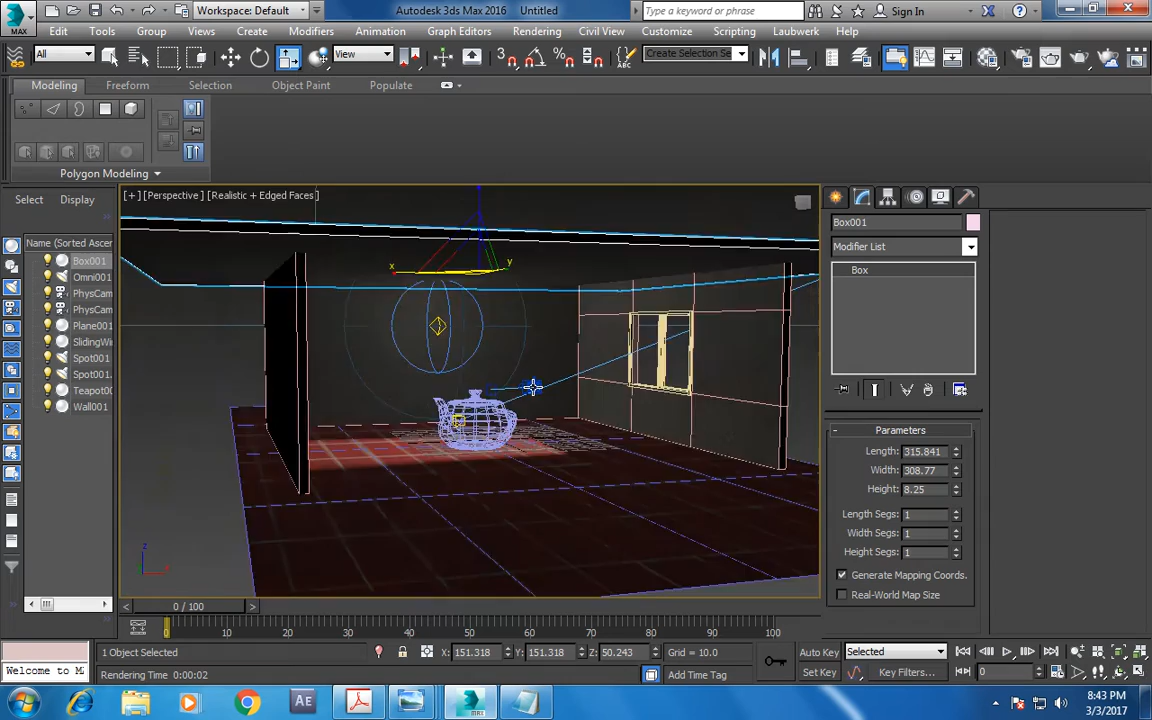 Workspace: Default
Autodesk 3ds Max 2016 Untitled
Type a keyword or phrase
Sign In
MAX
Edit Tools Group Views Create Modifiers Animation Graph Editors Rendering Civil View Customize Scripting Laubwerk Help
All
View
3
Create Selection Se
Modeling Freeform Selection Object Paint Populate
Polygon Modeling
Select Display
Name (Sorted Ascer
Box001
Omni001
PhysCam
PhysCam
Plane001
SlidingWi
Spot001
Spot001.
Teapot00
Wall001
[+] [Perspective] [Realistic + Edged Faces]
x
y
z
Box001
Modifier List
Box
Parameters
Length: 315.841
Width: 308.77
Height: 8.25
Length Segs: 1
Width Segs: 1
Height Segs: 1
Generate Mapping Coords.
Real-World Map Size
0 / 100
0 10 20 30 40 50 60 70 80 90 100
1 Object Selected
X: 151.318 Y: 151.318 Z: 50.243 Grid = 10.0
Auto Key Selected
Welcome to M
Rendering Time 0:00:02
Add Time Tag
Set Key Key Filters... 0
Ae
MAX
8:43 PM
3/3/2017